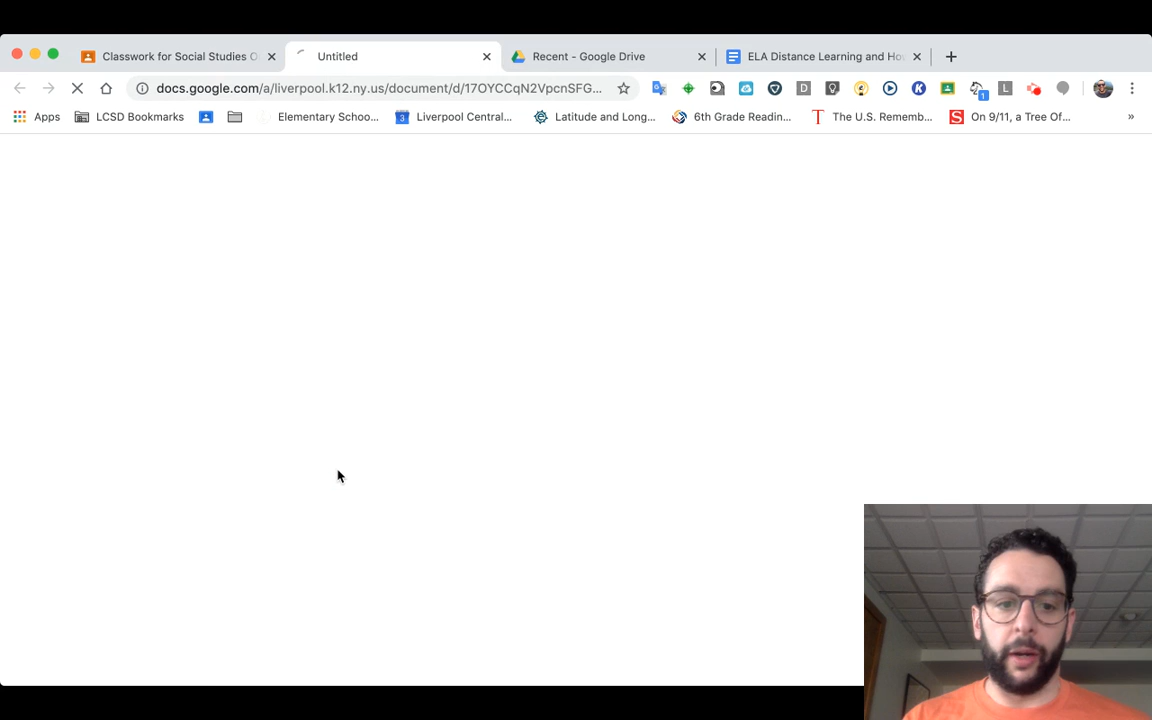 Classwork for Social Studies O
Untitled
Recent - Google Drive
ELA Distance Learning and Ho
docs.google.com/a/liverpool.k12.ny.us/document/d/17OYCCqN2VpcnSFG...
1
Apps
LCSD Bookmarks
Elementary Schoo...
Liverpool Central...
Latitude and Long...
6th Grade Readin...
The U.S. Rememb...
On 9/11, a Tree Of...
»